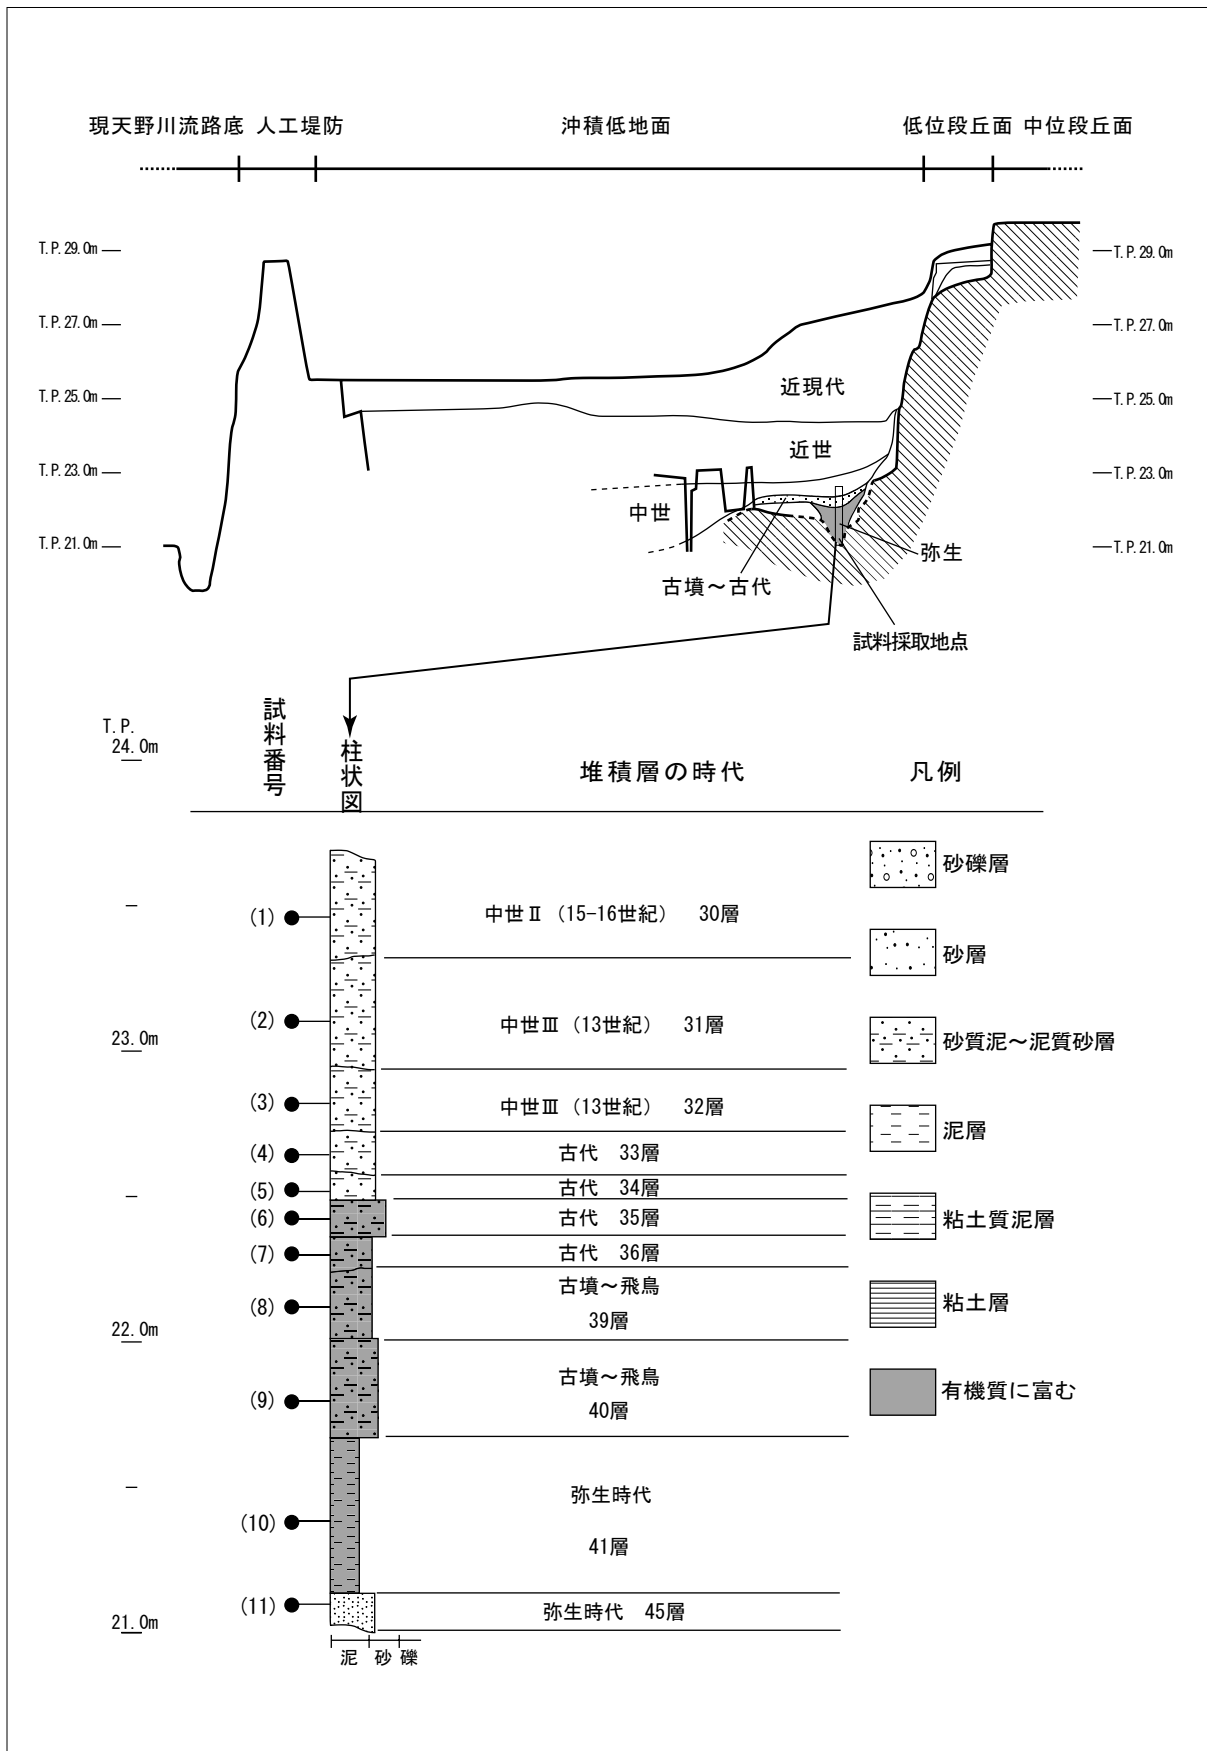 現天野川流路底 人工堤防 沖積低地面 低位段丘面 中位段丘面
T.P.29.0m T.P.29.0m
T.P.27.0m T.P.27.0m
近現代
T.P.25.0m T.P.25.0m
近世
T.P.23.0m T.P.23.0m
中世
T.P.21.0m 弥生 T.P.21.0m
古墳～古代
試料採取地点
T.P.
24.0m
試料番号
柱状図
堆積層の時代
凡例
砂礫層
(1) 中世Ⅱ（15-16世紀） 30層
砂層
(2) 中世Ⅲ（13世紀） 31層
23.0m
砂質泥～泥質砂層
(3) 中世Ⅲ（13世紀） 32層
泥層
(4) 古代 33層
(5) 古代 34層
(6) 古代 35層
粘土質泥層
(7) 古代 36層
古墳～飛鳥
(8) 39層
粘土層
22.0m
古墳～飛鳥
(9) 40層
有機質に富む
弥生時代
(10) 41層
(11) 弥生時代 45層
21.0m
泥 砂 礫